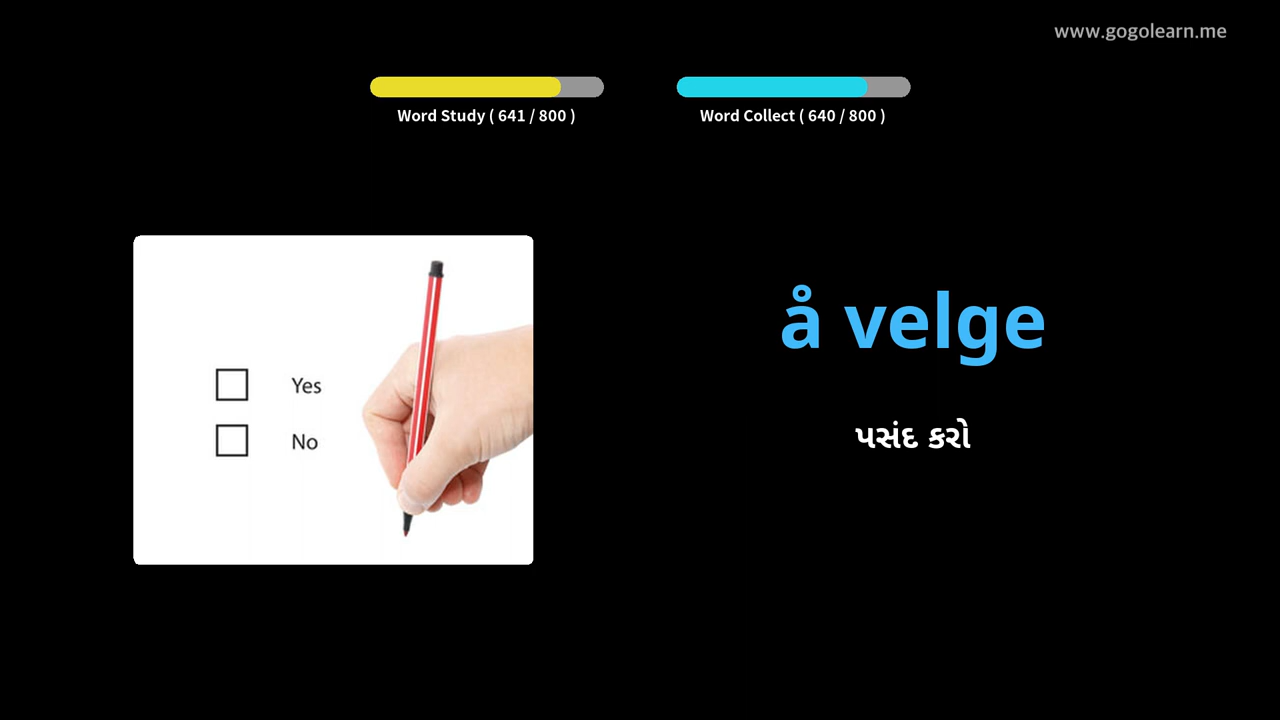 www.gogolearn.me
Word Study ( 641 / 800 )
Word Collect ( 640 / 800 )
Yes
No
å velge
પસંદ કરો